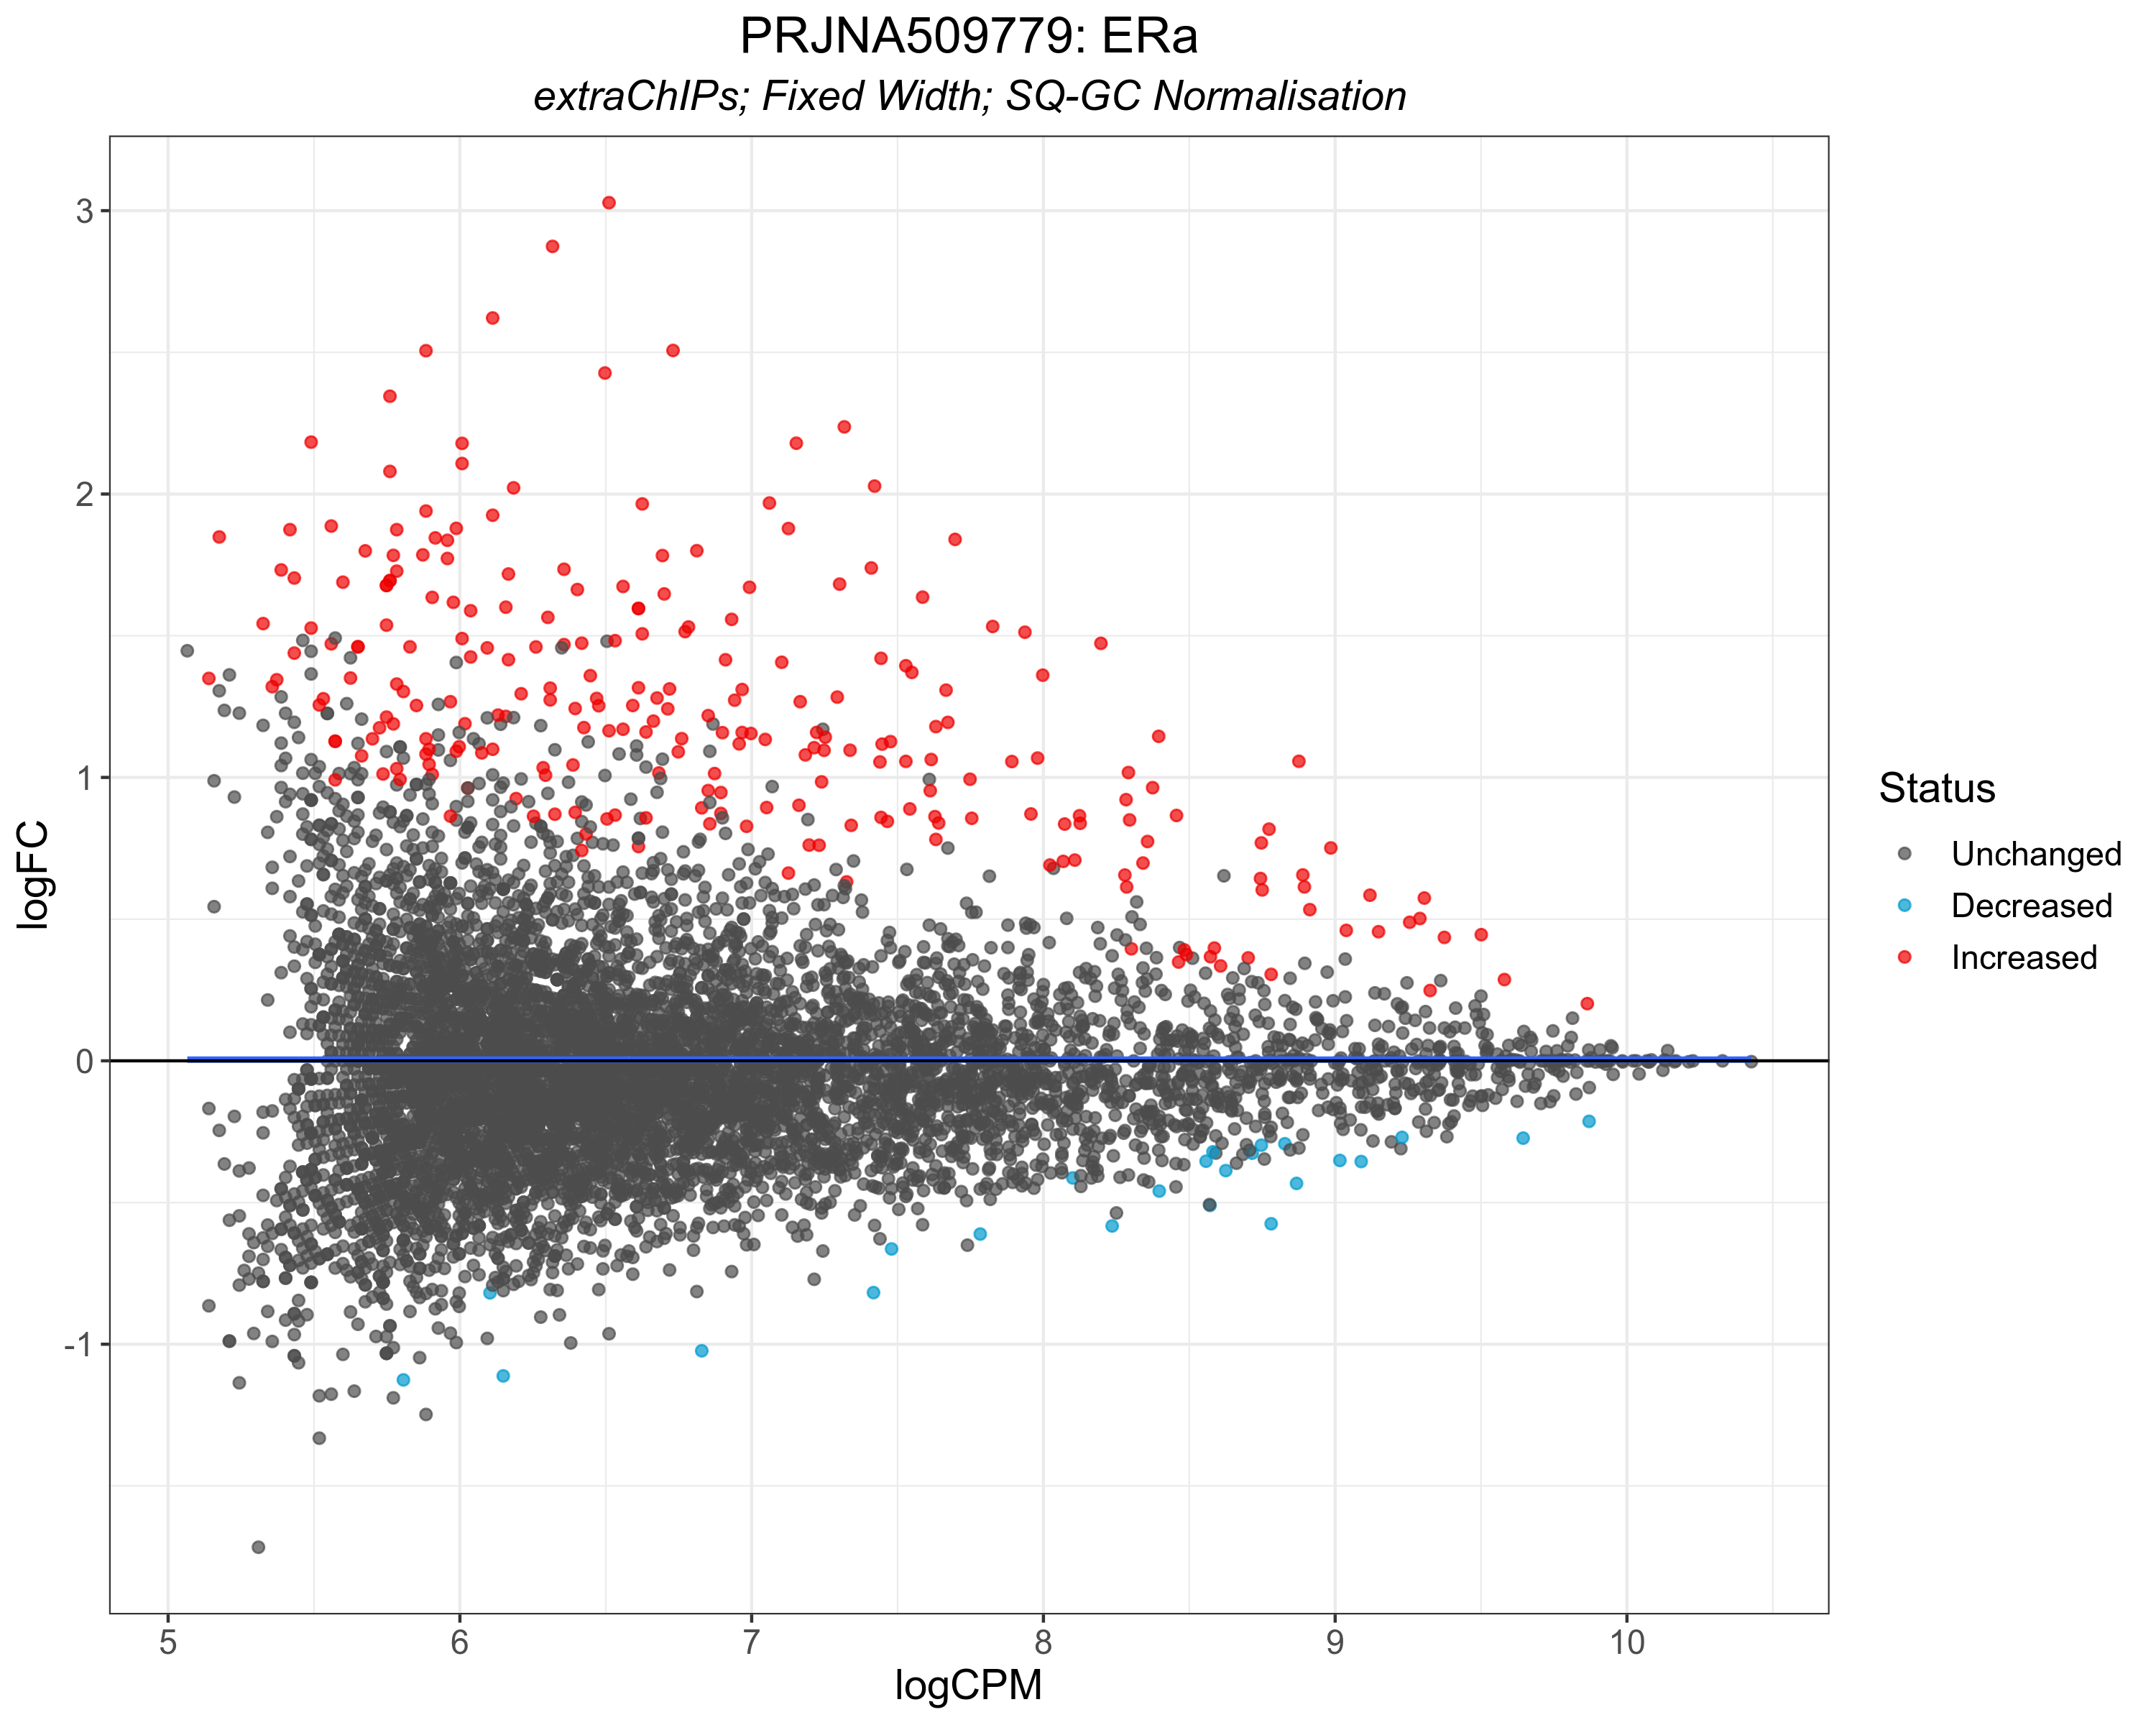 PRJNA509779: ERa
extraChIPs; Fixed Width; SQ-GC Normalisation
3
2
1
0
-1
logFC
5 6 7 8 9 10
logCPM
Status
Unchanged
Decreased
Increased